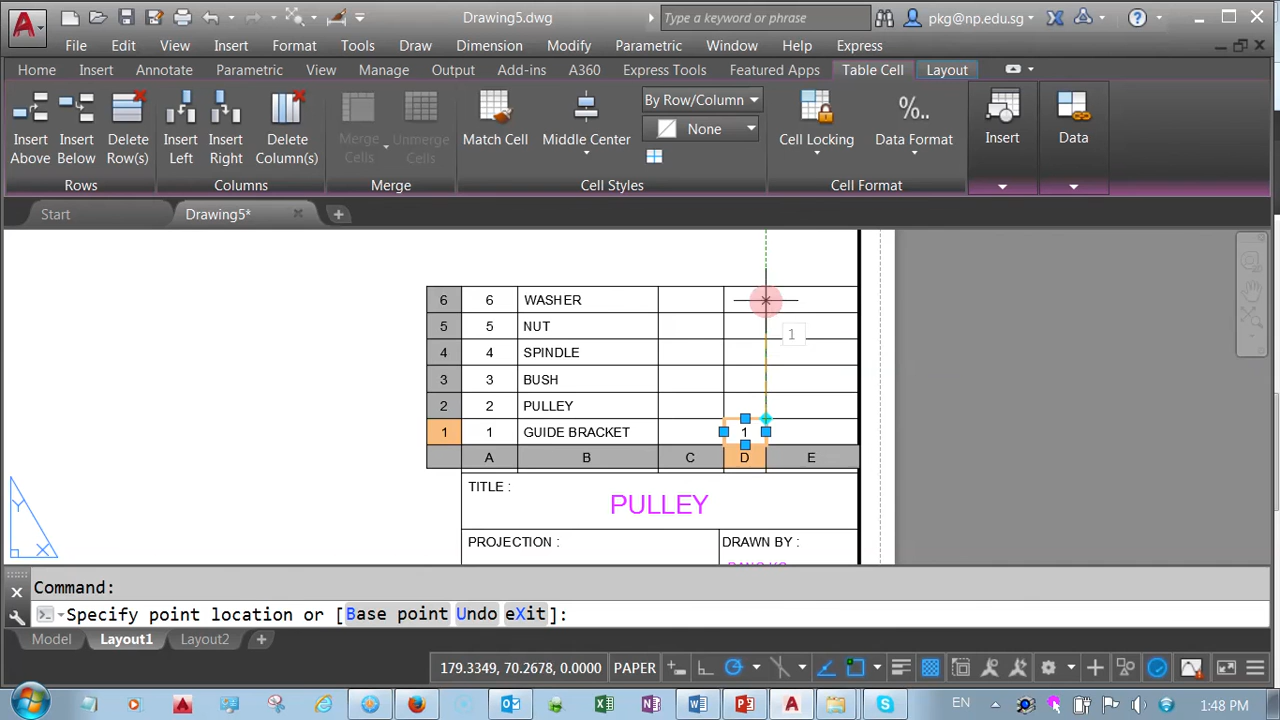 Drawing5.dwg
Type a keyword or phrase
pkg@np.edu.sg
File Edit View Insert Format Tools Draw Dimension Modify Parametric Window Help Express
Home Insert Annotate Parametric View Manage Output Add-ins A360 Express Tools Featured Apps Table Cell Layout
Insert Above
Insert Below
Delete Row(s)
Rows
Insert Left
Insert Right
Delete Column(s)
Columns
Merge Cells
Unmerge Cells
Merge
Match Cell
Middle Center
By Row/Column
None
Cell Styles
Cell Locking
Data Format
%..
Cell Format
Insert
Data
Start
Drawing5*
6 6 WASHER
5 5 NUT
1
4 4 SPINDLE
3 3 BUSH
2 2 PULLEY
1 1 GUIDE BRACKET 1
A B C D E
TITLE :
PULLEY
PROJECTION : DRAWN BY :
Y
X
Command:
Specify point location or [Base point Undo eXit]:
Model Layout1 Layout2
179.3349, 70.2678, 0.0000 PAPER
EN
1:48 PM